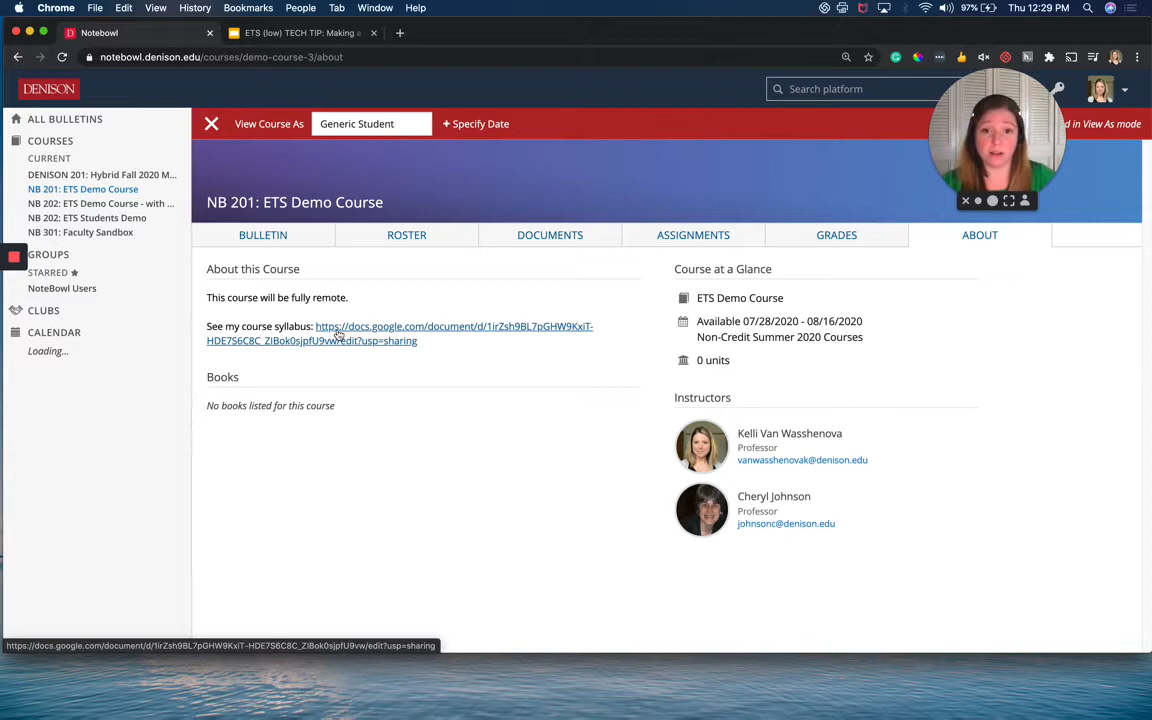 Chrome File Edit View History Bookmarks People Tab Window Help 97% Thu 12:29 PM
Notebowl × ETS (low) TECH TIP: Making a × +
notebowl.denison.edu/courses/demo-course-3/about
DENISON
Search platform
ALL BULLETINS
COURSES
CURRENT
DENISON 201: Hybrid Fall 2020 M...
NB 201: ETS Demo Course
NB 202: ETS Demo Course - with ...
NB 202: ETS Students Demo
NB 301: Faculty Sandbox
GROUPS
STARRED
NoteBowl Users
CLUBS
CALENDAR
Loading...
View Course As Generic Student + Specify Date d in View As mode
NB 201: ETS Demo Course
BULLETIN ROSTER DOCUMENTS ASSIGNMENTS GRADES ABOUT
About this Course
This course will be fully remote.
See my course syllabus: https://docs.google.com/document/d/1irZsh9BL7pGHW9KxiT-
HDE7S6C8C_ZIBok0sjpfU9vw/edit?usp=sharing
Books
No books listed for this course
Course at a Glance
ETS Demo Course
Available 07/28/2020 - 08/16/2020
Non-Credit Summer 2020 Courses
0 units
Instructors
Kelli Van Wasshenova
Professor
vanwasshenovak@denison.edu
Cheryl Johnson
Professor
johnsonc@denison.edu
https://docs.google.com/document/d/1irZsh9BL7pGHW9KxiT-HDE7S6C8C_ZIBok0sjpfU9vw/edit?usp=sharing